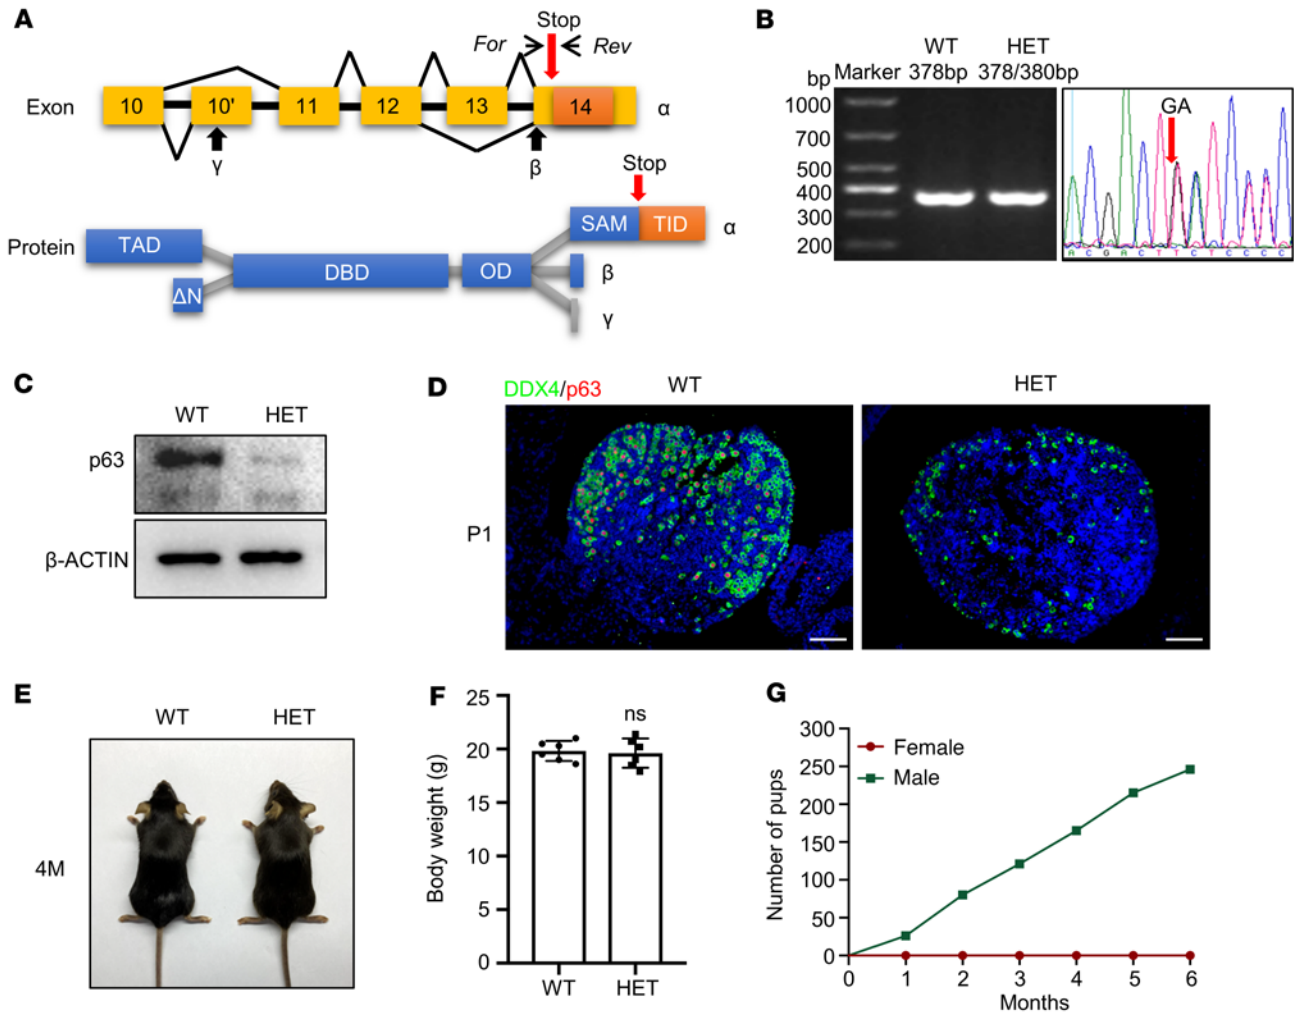 A
Stop
For
Rev
Exon
10
10'
11
12
13
14
α
γ
β
Stop
Protein
TAD
ΔN
DBD
OD
SAM
TID
α
β
γ
B
WT
HET
bp
Marker
378bp
378/380bp
1000
700
500
400
300
200
GA
A C G A C T T C T C C C C
C
WT
HET
p63
β-ACTIN
D
DDX4/p63
WT
HET
P1
E
WT
HET
4M
F
25
20
15
10
5
0
Body weight (g)
ns
WT
HET
G
300
250
200
150
100
50
0
Number of pups
Female
Male
0 1 2 3 4 5 6
Months